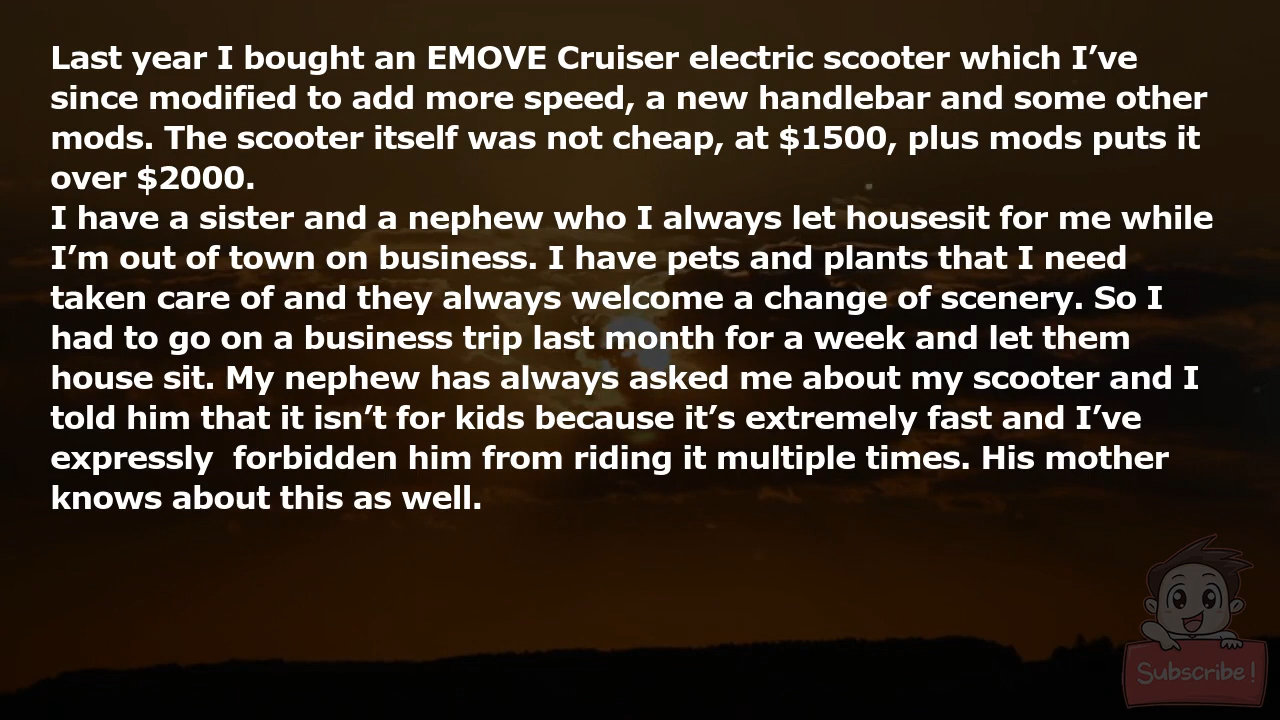 Last year I bought an EMOVE Cruiser electric scooter which I’ve
since modified to add more speed, a new handlebar and some other
mods. The scooter itself was not cheap, at $1500, plus mods puts it
over $2000.
I have a sister and a nephew who I always let housesit for me while
I’m out of town on business. I have pets and plants that I need
taken care of and they always welcome a change of scenery. So I
had to go on a business trip last month for a week and let them
house sit. My nephew has always asked me about my scooter and I
told him that it isn’t for kids because it’s extremely fast and I’ve
expressly  forbidden him from riding it multiple times. His mother
knows about this as well.
Subscribe!